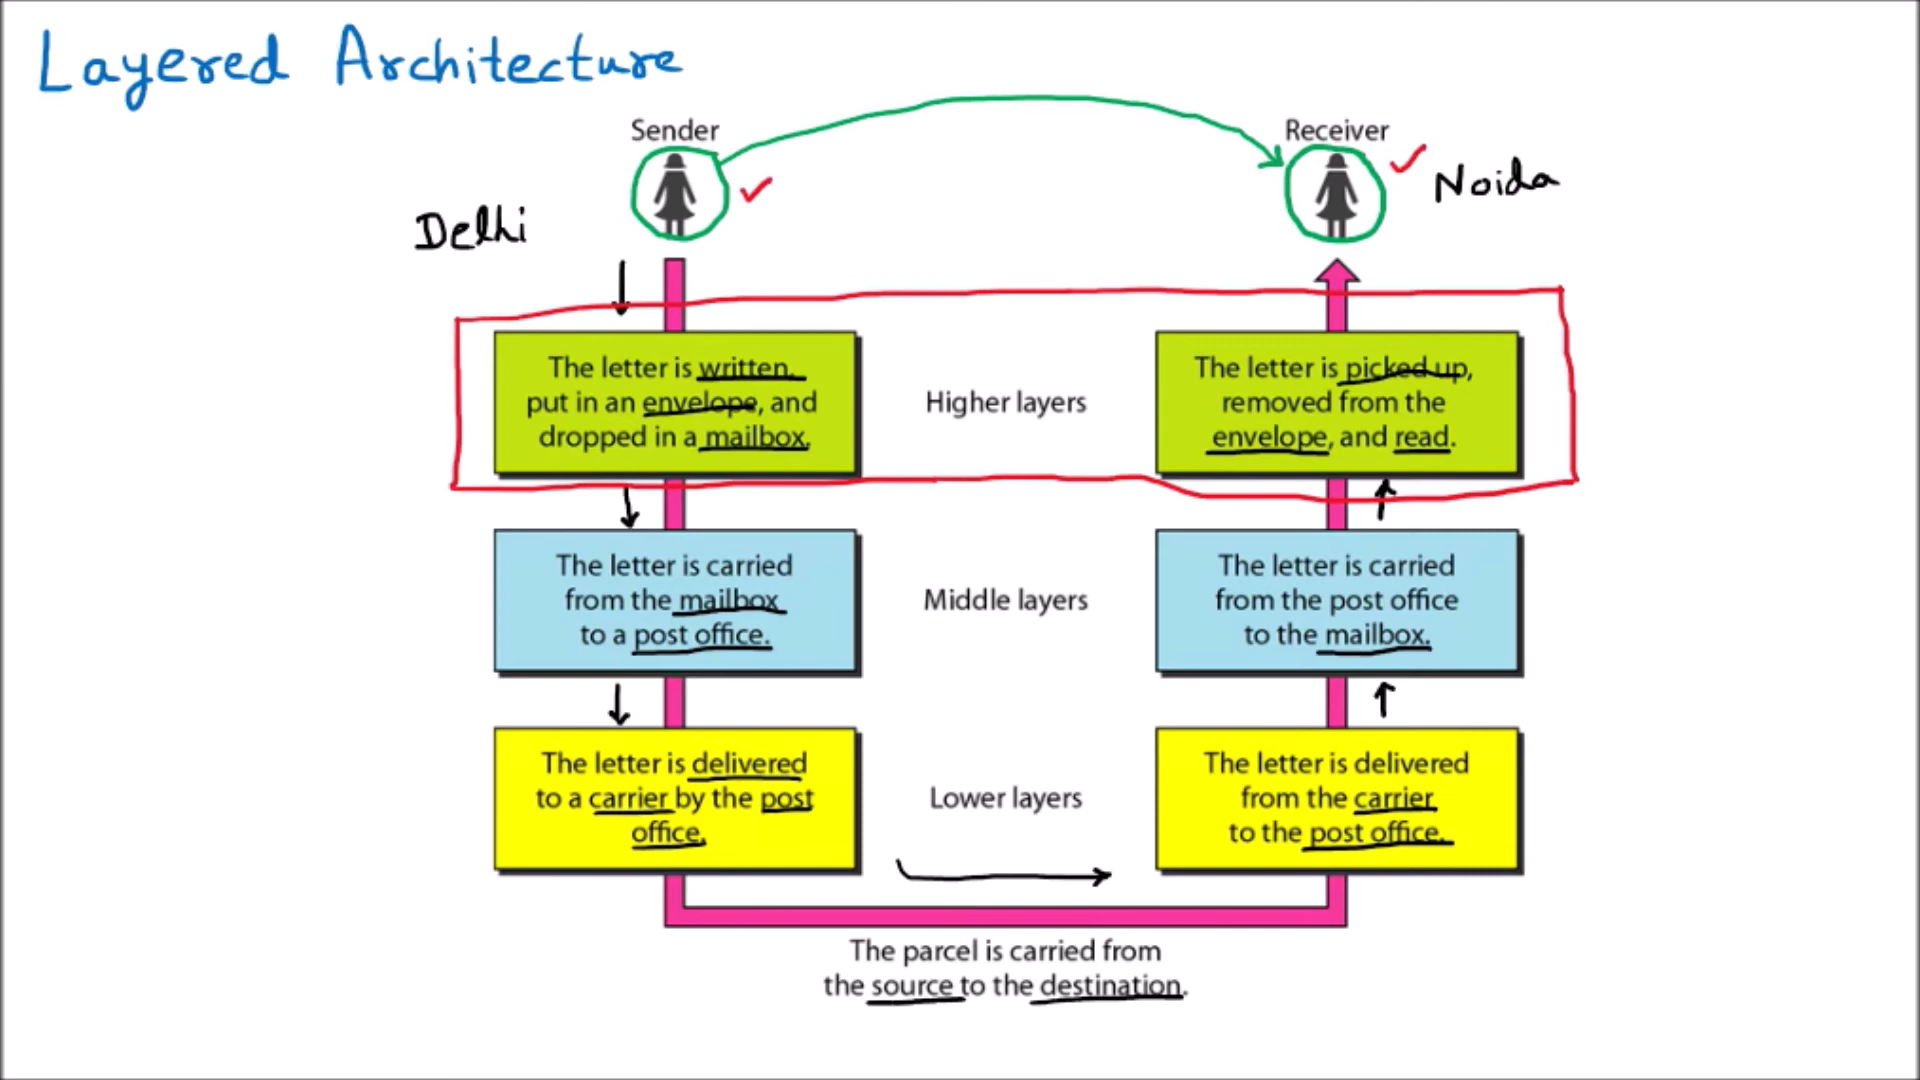 Layered Architecture
Sender
Receiver
Delhi
Noida
The letter is written,
put in an envelope, and
dropped in a mailbox.
Higher layers
The letter is picked up,
removed from the
envelope, and read.
The letter is carried
from the mailbox
to a post office.
Middle layers
The letter is carried
from the post office
to the mailbox.
The letter is delivered
to a carrier by the post
office.
Lower layers
The letter is delivered
from the carrier
to the post office.
The parcel is carried from
the source to the destination.